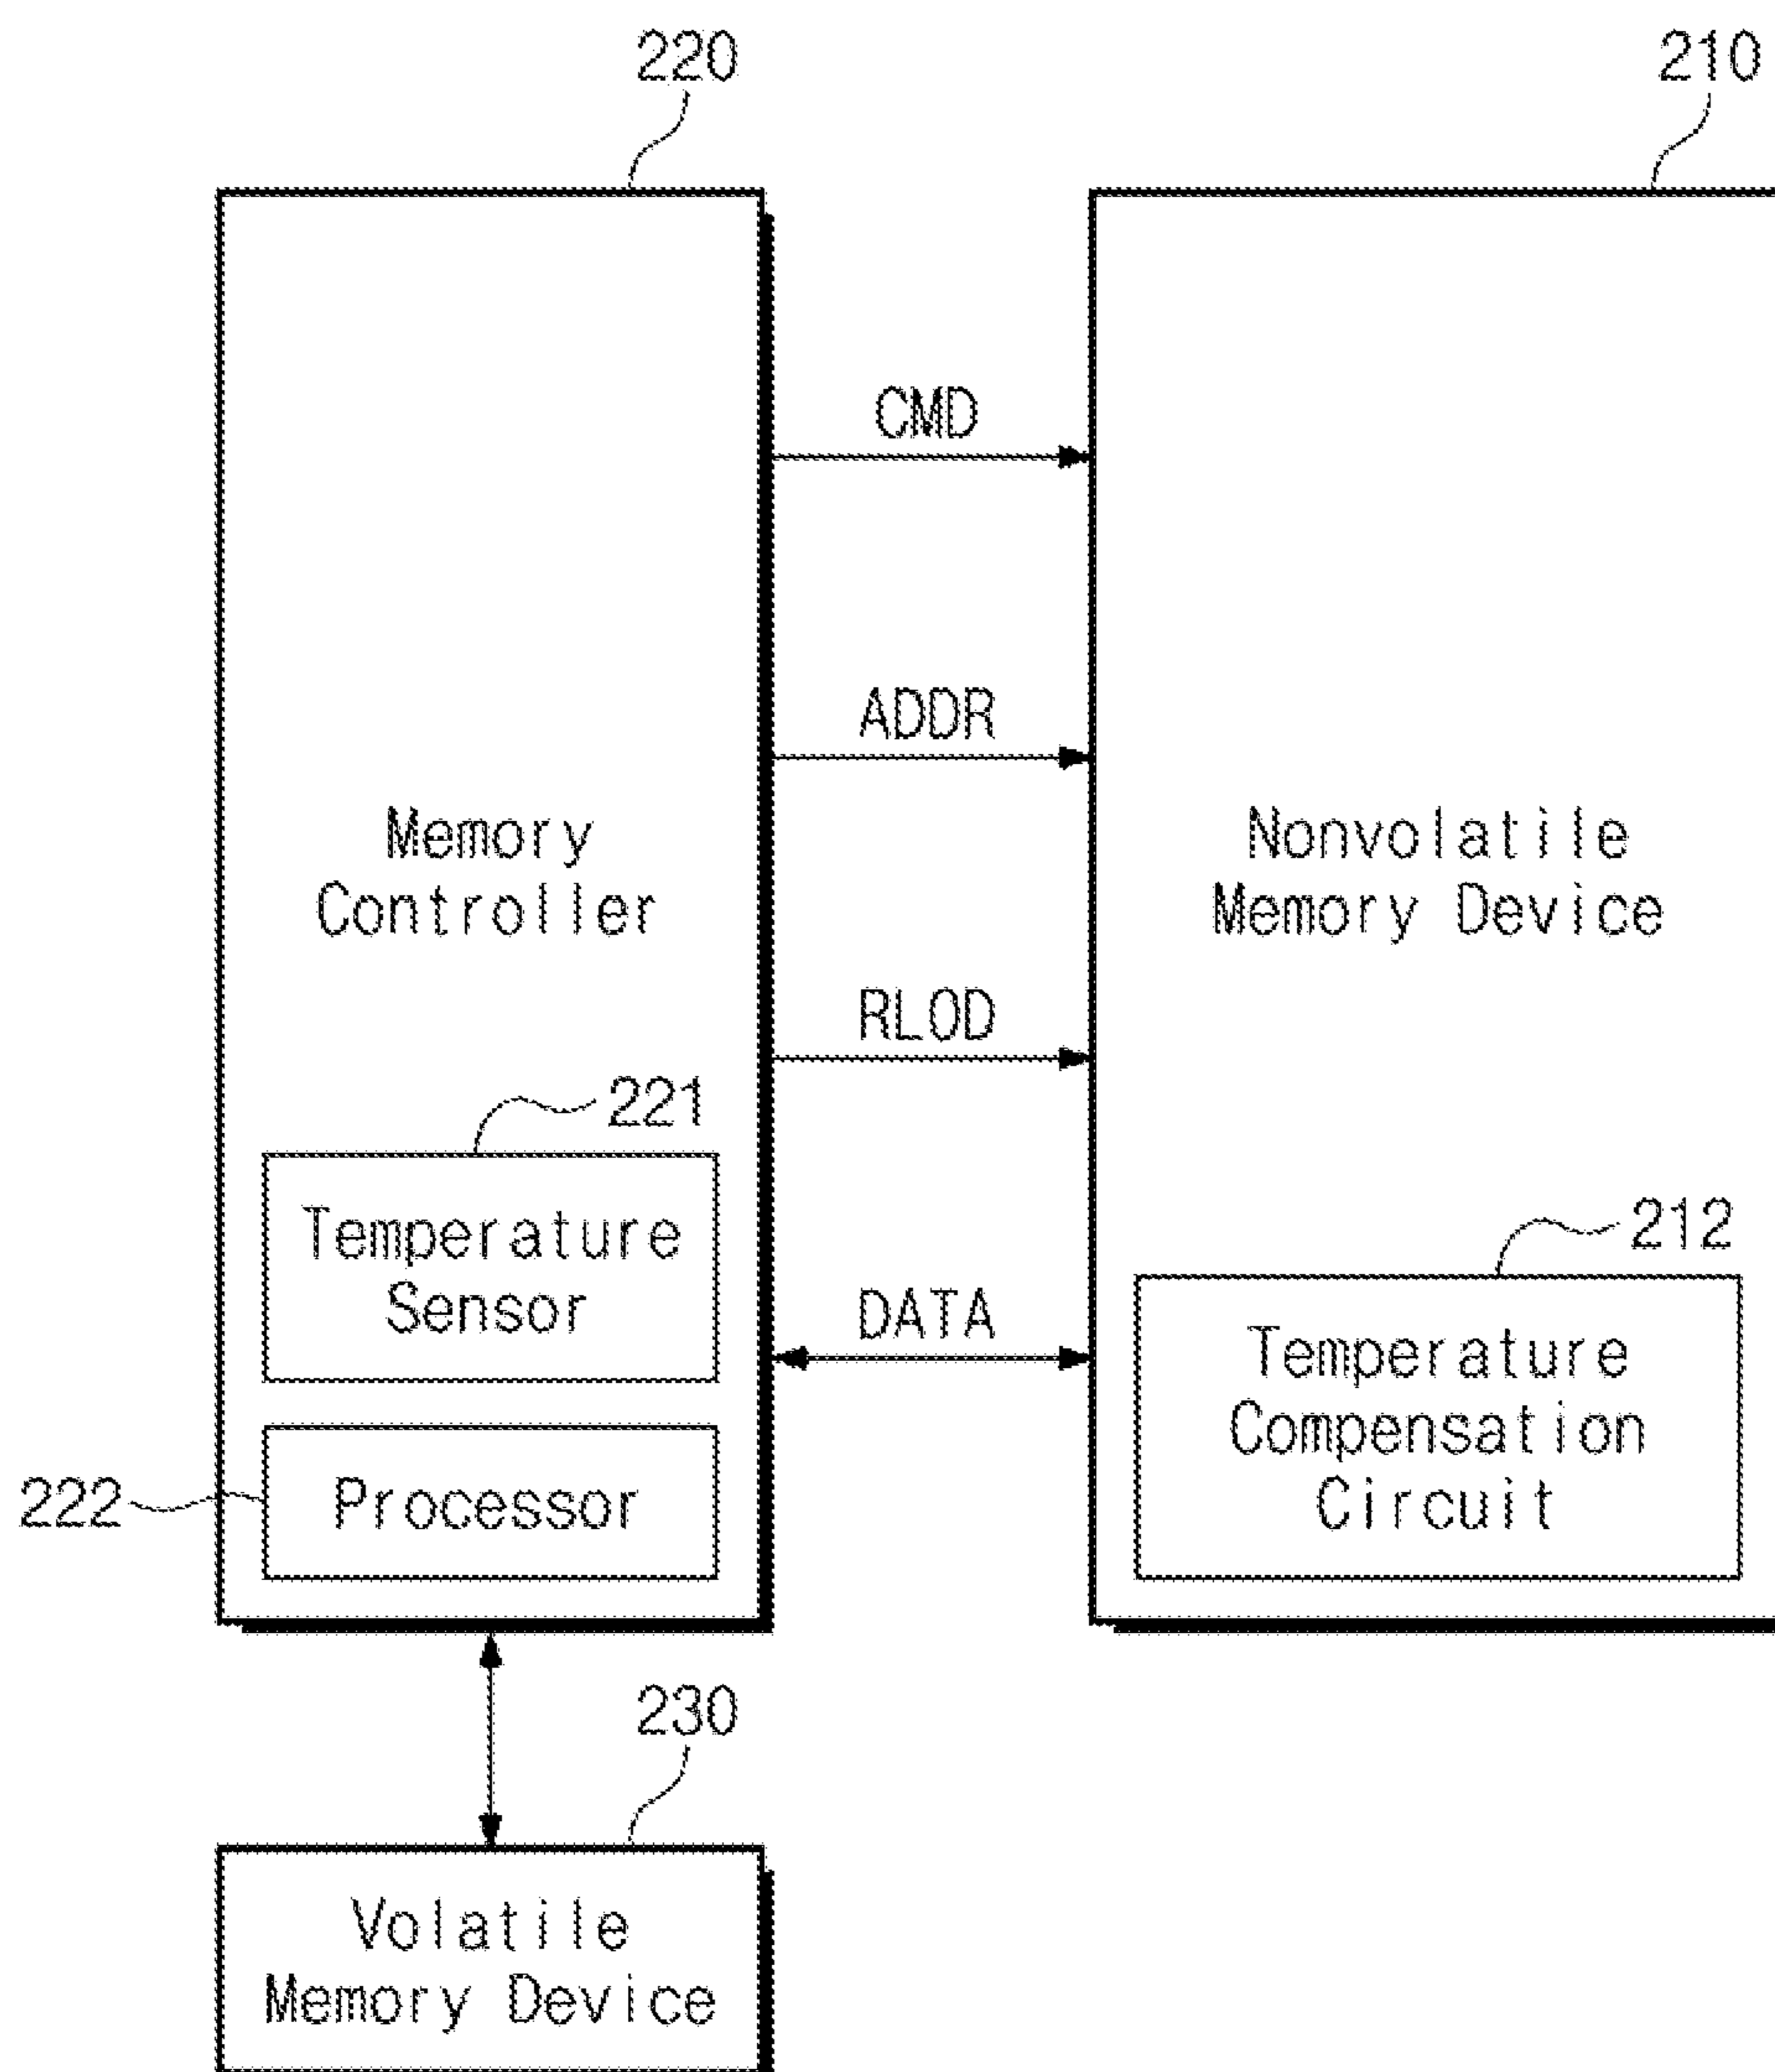 220
210
CMD
ADDR
Memory
Controller
Nonvolatile
Memory Device
RLOD
221
Temperature
Sensor
212
DATA
Temperature
Compensation
Circuit
222
Processor
230
Volatile
Memory Device